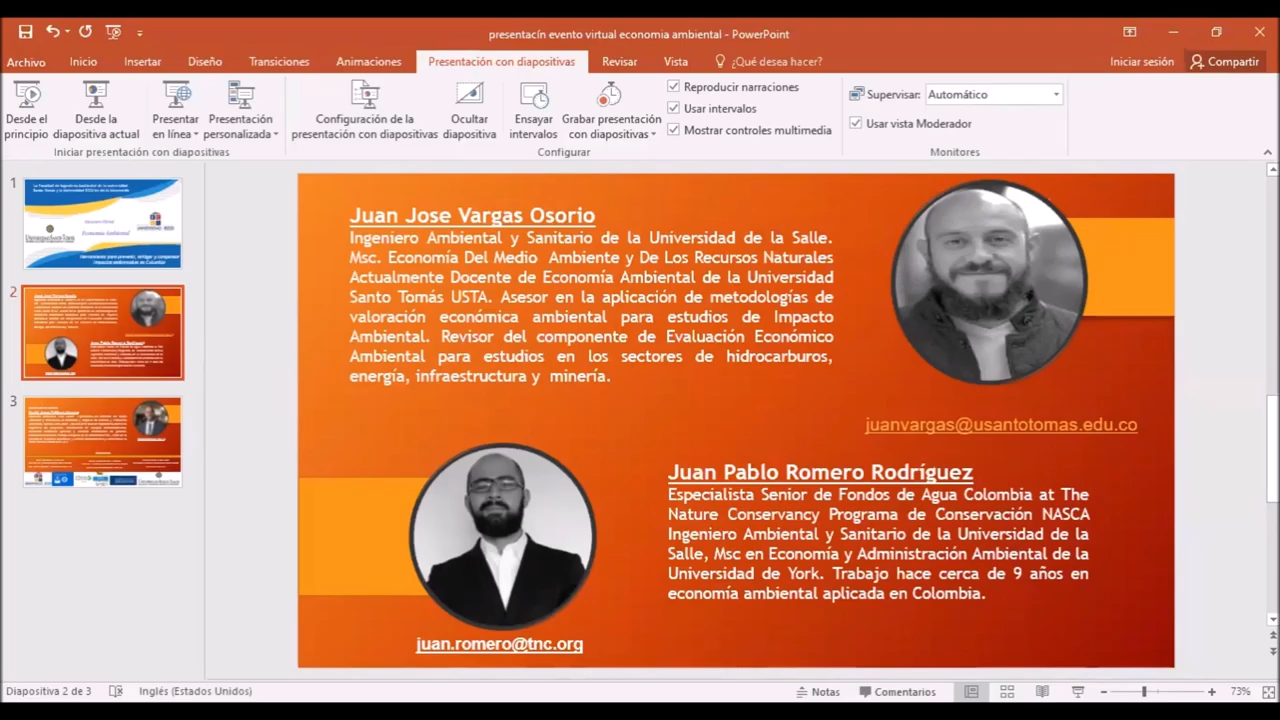 presentacín evento virtual economia ambiental - PowerPoint
Archivo Inicio Insertar Diseño Transiciones Animaciones Presentación con diapositivas Revisar Vista ¿Qué desea hacer? Iniciar sesión Compartir
Desde el principio
Desde la diapositiva actual
Presentar en línea
Presentación personalizada
Iniciar presentación con diapositivas
Configuración de la presentación con diapositivas
Ocultar diapositiva
Ensayar intervalos
Grabar presentación con diapositivas
Reproducir narraciones
Usar intervalos
Mostrar controles multimedia
Configurar
Supervisar: Automático
Usar vista Moderador
Monitores
1
Economía Ambiental
2
3
Juan Jose Vargas Osorio
Ingeniero Ambiental y Sanitario de la Universidad de la Salle.
Msc. Economía Del Medio Ambiente y De Los Recursos Naturales
Actualmente Docente de Economía Ambiental de la Universidad
Santo Tomás USTA. Asesor en la aplicación de metodologías de
valoración económica ambiental para estudios de Impacto
Ambiental. Revisor del componente de Evaluación Económico
Ambiental para estudios en los sectores de hidrocarburos,
energía, infraestructura y minería.
juanvargas@usantotomas.edu.co
Juan Pablo Romero Rodríguez
Especialista Senior de Fondos de Agua Colombia at The
Nature Conservancy Programa de Conservación NASCA
Ingeniero Ambiental y Sanitario de la Universidad de la
Salle, Msc en Economía y Administración Ambiental de la
Universidad de York. Trabajo hace cerca de 9 años en
economía ambiental aplicada en Colombia.
juan.romero@tnc.org
Diapositiva 2 de 3 Inglés (Estados Unidos) Notas Comentarios 73%